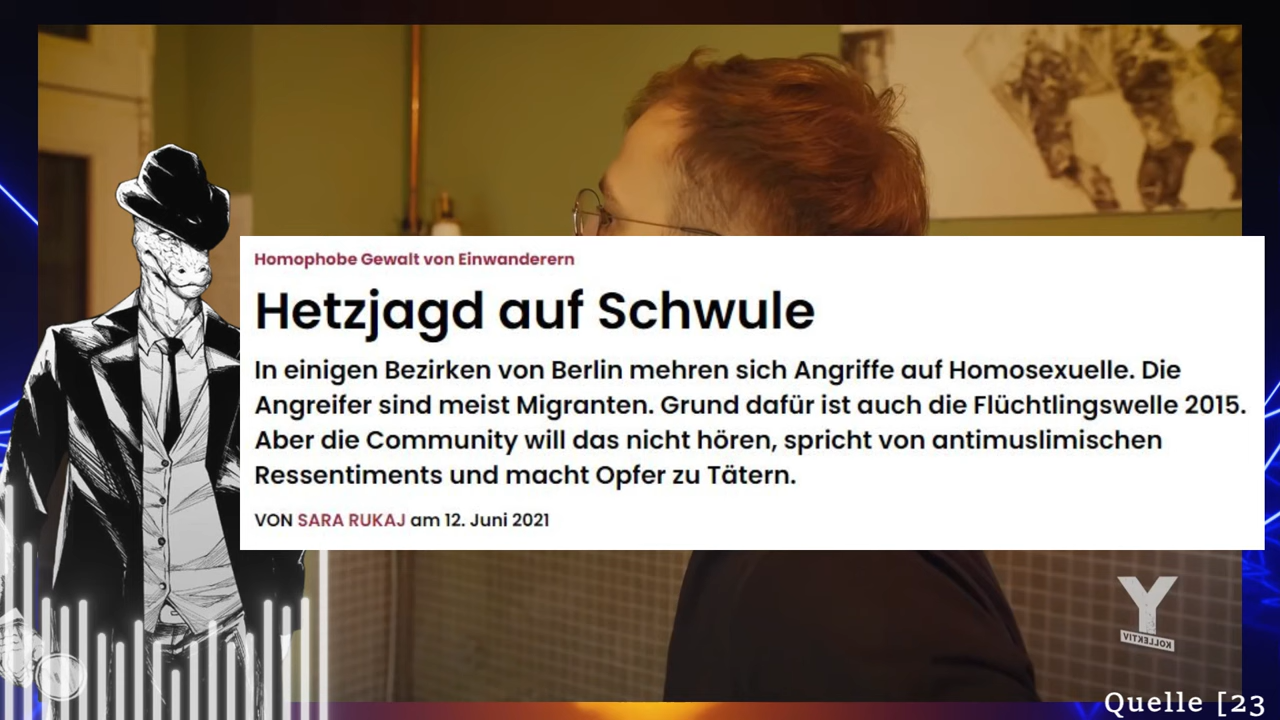 Homophobe Gewalt von Einwanderern
Hetzjagd auf Schwule
In einigen Bezirken von Berlin mehren sich Angriffe auf Homosexuelle. Die
Angreifer sind meist Migranten. Grund dafür ist auch die Flüchtlingswelle 2015.
Aber die Community will das nicht hören, spricht von antimuslimischen
Ressentiments und macht Opfer zu Tätern.
VON SARA RUKAJ am 12. Juni 2021
Y
KOLLEKTIV
Quelle [23